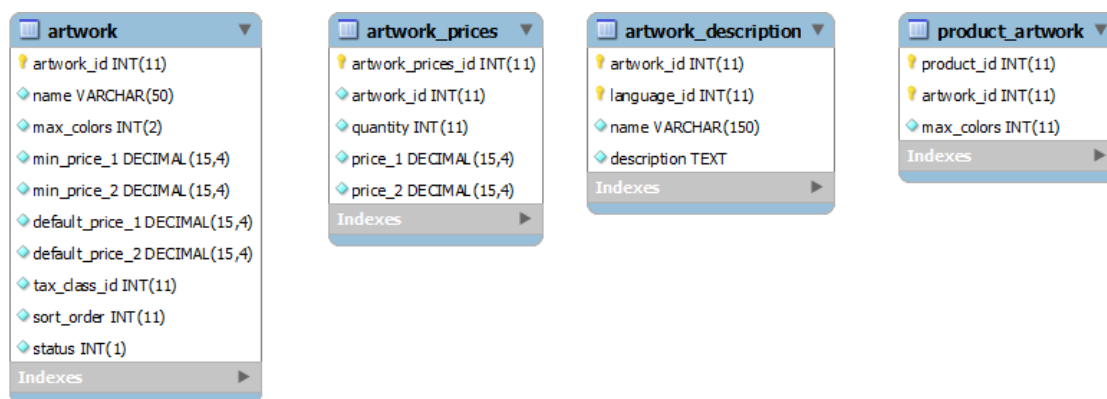 artwork
artwork_id INT(11)
name VARCHAR(50)
max_colors INT(2)
min_price_1 DECIMAL(15,4)
min_price_2 DECIMAL(15,4)
default_price_1 DECIMAL(15,4)
default_price_2 DECIMAL(15,4)
tax_class_id INT(11)
sort_order INT(11)
status INT(1)
Indexes
artwork_prices
artwork_prices_id INT(11)
artwork_id INT(11)
quantity INT(11)
price_1 DECIMAL(15,4)
price_2 DECIMAL(15,4)
Indexes
artwork_description
artwork_id INT(11)
language_id INT(11)
name VARCHAR(150)
description TEXT
Indexes
product_artwork
product_id INT(11)
artwork_id INT(11)
max_colors INT(11)
Indexes